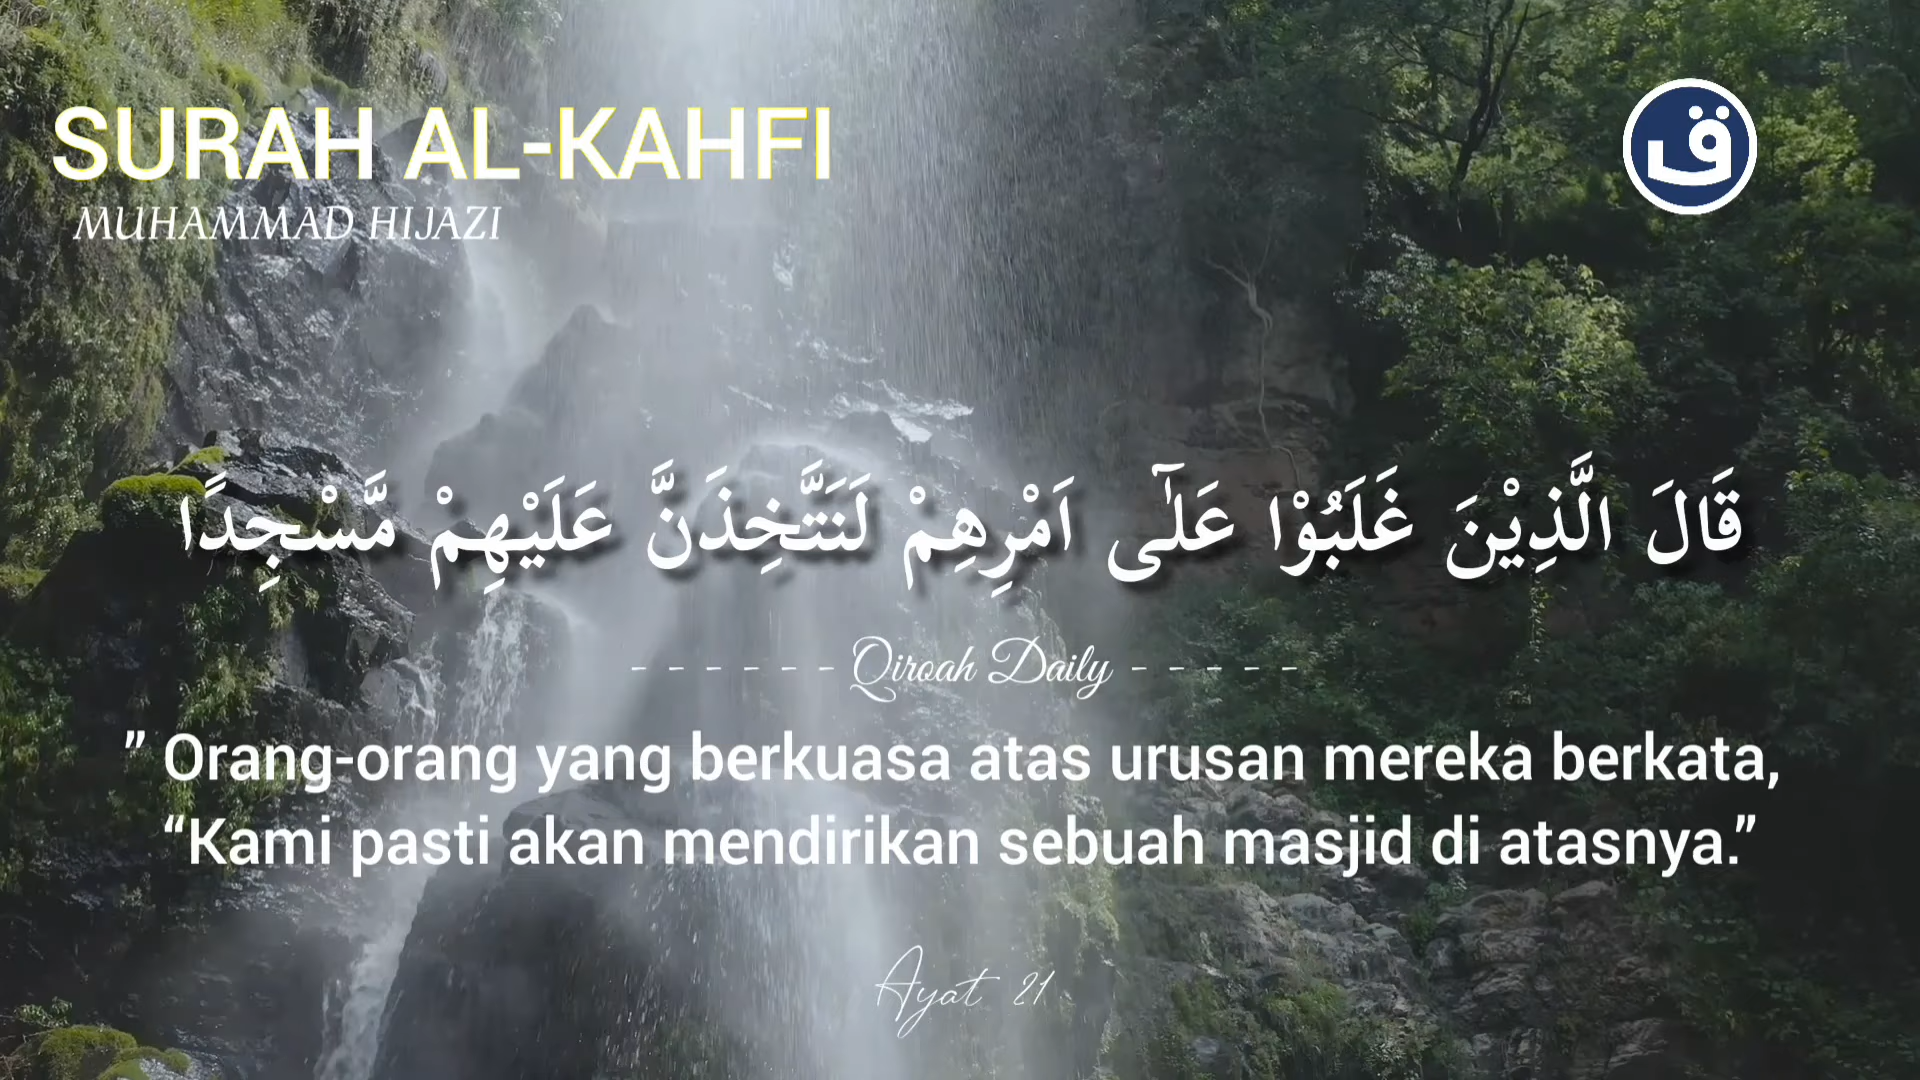 SURAH AL-KAHFI
MUHAMMAD HIJAZI
ق
قَالَ الَّذِيْنَ غَلَبُوْا عَلٰٓى اَمْرِهِمْ لَنَتَّخِذَنَّ عَلَيْهِمْ مَّسْجِدًا
- - - - - - Qiroah Daily - - - - -
" Orang-orang yang berkuasa atas urusan mereka berkata,
“Kami pasti akan mendirikan sebuah masjid di atasnya.”
Ayat 21